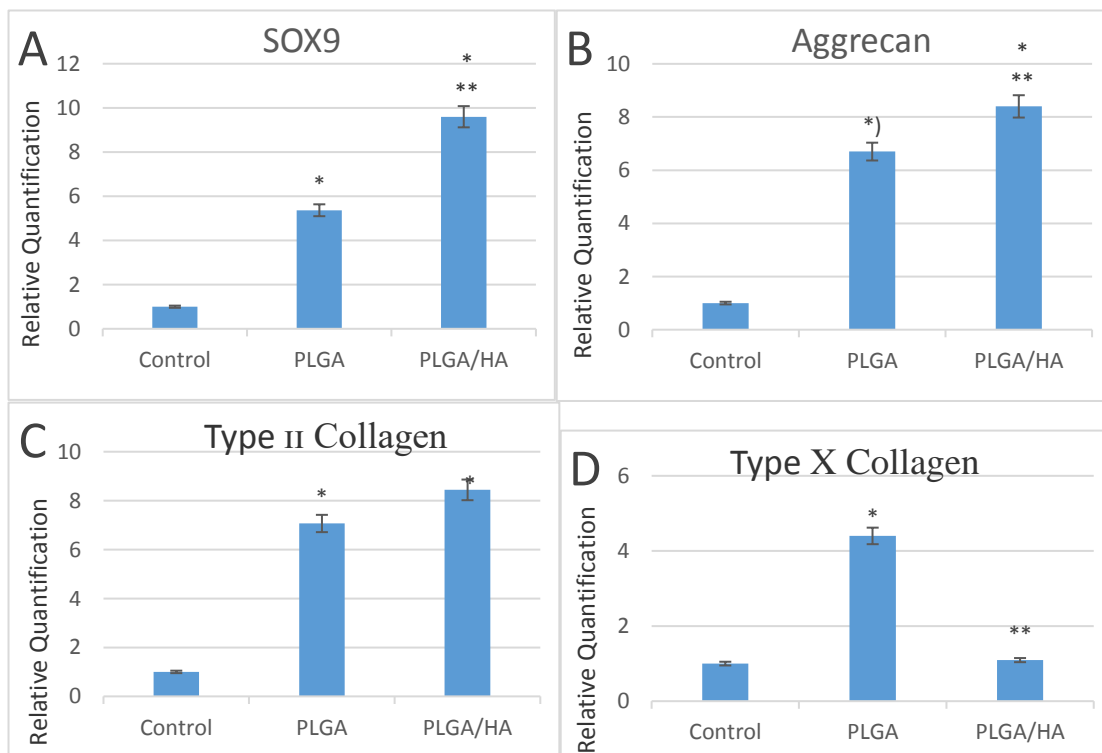 A
SOX9
Relative Quantification
12
10
8
6
4
2
0
*
*
**
Control
PLGA
PLGA/HA
B
Aggrecan
Relative Quantification
10
8
6
4
2
0
*)
*
**
Control
PLGA
PLGA/HA
C
Type II Collagen
Relative Quantification
10
8
6
4
2
0
*
*
Control
PLGA
PLGA/HA
D
Type X Collagen
Relative Quantification
6
4
2
0
*
**
Control
PLGA
PLGA/HA